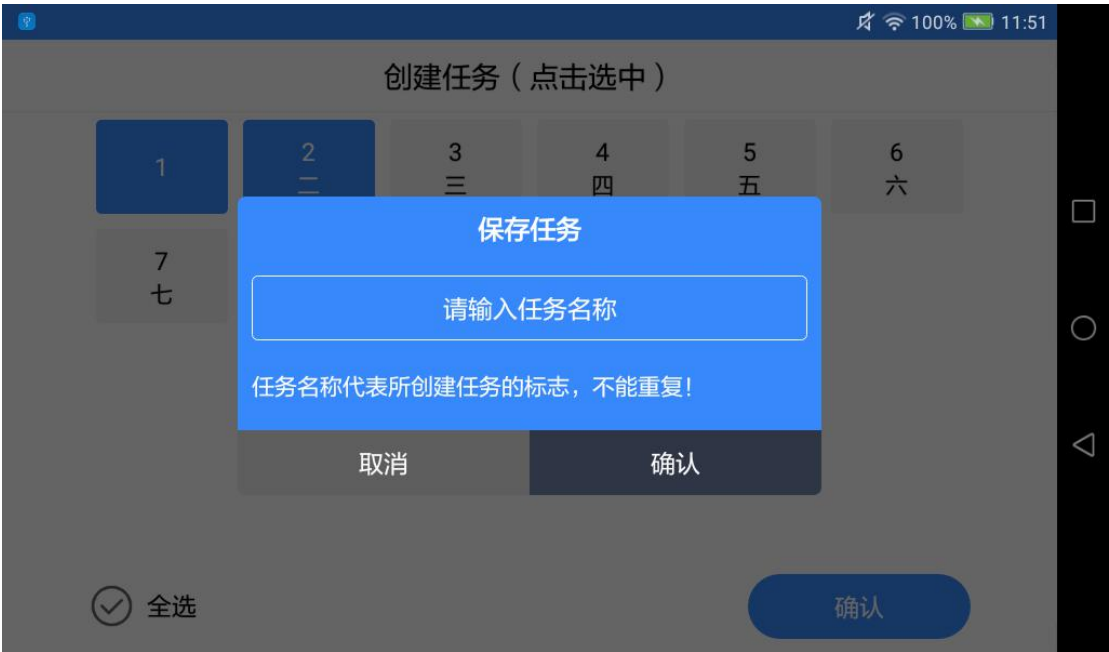 100% 11:51
创建任务（点击选中）
1 2 3 4 5 6
二 三 四 五 六
7
七
保存任务
请输入任务名称
任务名称代表所创建任务的标志，不能重复！
取消 确认
全选 确认